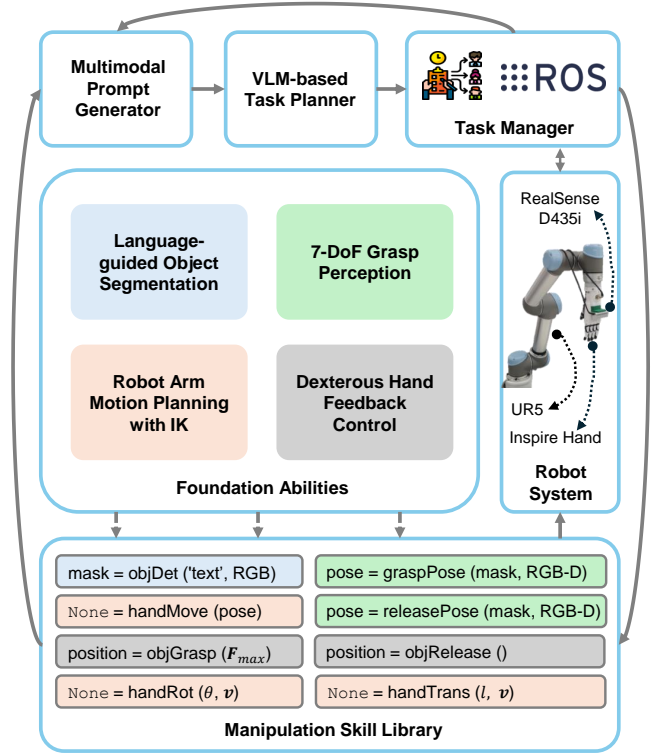 Multimodal
Prompt
Generator
VLM-based
Task Planner
ROS
Task Manager
Language-
guided Object
Segmentation
7-DoF Grasp
Perception
Robot Arm
Motion Planning
with IK
Dexterous Hand
Feedback
Control
Foundation Abilities
RealSense
D435i
UR5
Inspire Hand
Robot
System
mask = objDet ('text’, RGB)
pose = graspPose (mask, RGB-D)
None = handMove (pose)
pose = releasePose (mask, RGB-D)
position = objGrasp (F_max)
position = objRelease ()
None = handRot (θ, v)
None = handTrans (l, v)
Manipulation Skill Library